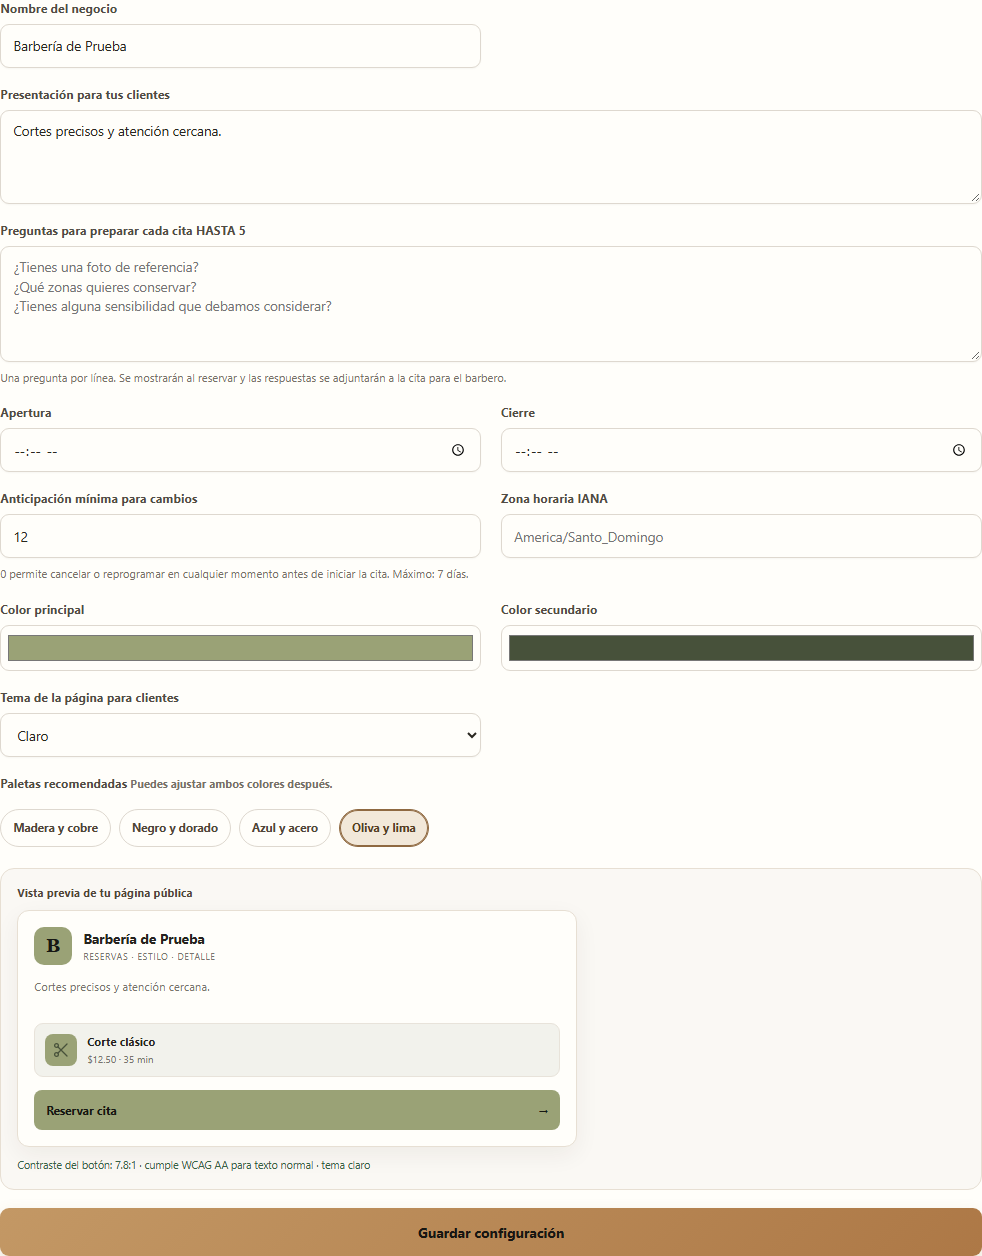 Nombre del negocio
Barbería de Prueba
Presentación para tus clientes
Cortes precisos y atención cercana.
Preguntas para preparar cada cita HASTA 5
¿Tienes una foto de referencia?
¿Qué zonas quieres conservar?
¿Tienes alguna sensibilidad que debamos considerar?
Una pregunta por línea. Se mostrarán al reservar y las respuestas se adjuntarán a la cita para el barbero.
Apertura
Cierre
--:-- --
--:-- --
Anticipación mínima para cambios
Zona horaria IANA
12
America/Santo_Domingo
0 permite cancelar o reprogramar en cualquier momento antes de iniciar la cita. Máximo: 7 días.
Color principal
Color secundario
Tema de la página para clientes
Claro
Paletas recomendadas Puedes ajustar ambos colores después.
Madera y cobre
Negro y dorado
Azul y acero
Oliva y lima
Vista previa de tu página pública
B
Barbería de Prueba
RESERVAS · ESTILO · DETALLE
Cortes precisos y atención cercana.
Corte clásico
$12.50 · 35 min
Reservar cita →
Contraste del botón: 7.8:1 · cumple WCAG AA para texto normal · tema claro
Guardar configuración